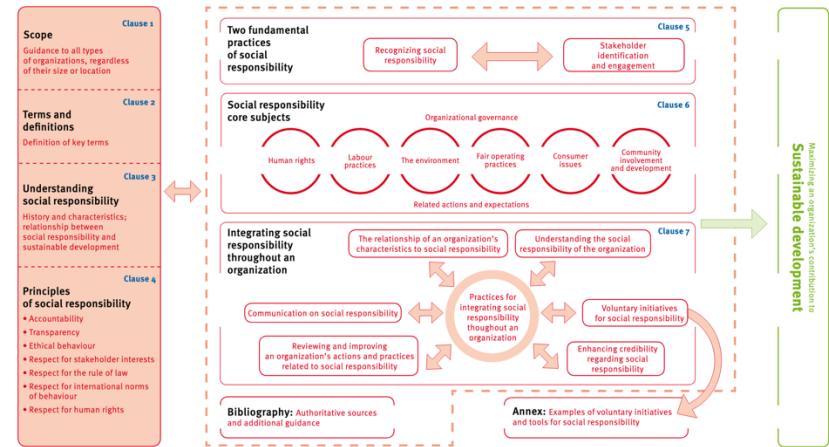 Clause 1
Scope
Guidance to all types
of organizations, regardless
of their size or location
Clause 2
Terms and
definitions
Definition of key terms
Clause 3
Understanding
social responsibility
History and characteristics;
relationship between
social responsibility and
sustainable development
Clause 4
Principles
of social responsibility
• Accountability
• Transparency
• Ethical behaviour
• Respect for stakeholder interests
• Respect for the rule of law
• Respect for international norms
of behaviour
• Respect for human rights
Two fundamental
practices
of social
responsibility
Clause 5
Recognizing social
responsibility
Stakeholder
identification
and engagement
Social responsibility
core subjects
Clause 6
Organizational governance
Human rights
Labour
practices
The environment
Fair operating
practices
Consumer
issues
Community
involvement
and development
Related actions and expectations
Integrating social
responsibility
throughout an
organization
Clause 7
The relationship of an organization's
characteristics to social responsibility
Understanding the social
responsibility of the organization
Practices for
integrating social
responsibility
thoughout an
organization
Communication on social responsibility
Voluntary initiatives
for social responsibility
Reviewing and improving
an organization's actions and practices
related to social responsibility
Enhancing credibility
regarding social
responsibility
Bibliography: Authoritative sources
and additional guidance
Annex: Examples of voluntary initiatives
and tools for social responsibility
Maximizing an organization's contribution to
Sustainable development